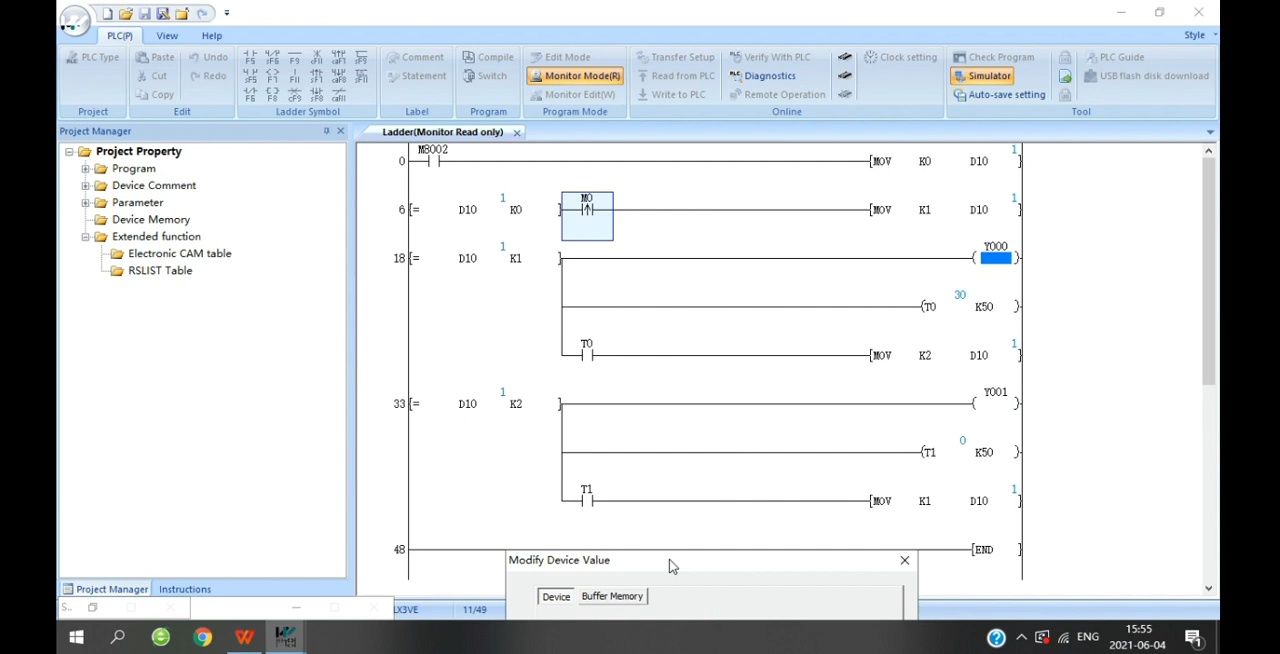 PLC(P) View Help Style
PLC Type Paste Undo Comment Compile Edit Mode Transfer Setup Verify With PLC Clock setting Check Program PLC Guide
Cut Redo Statement Switch Monitor Mode(R) Read from PLC Diagnostics Simulator USB flash disk download
Copy Monitor Edit(W) Write to PLC Remote Operation Auto-save setting
Project Edit Ladder Symbol Label Program Program Mode Online Tool
Project Manager
Project Property
Program
Device Comment
Parameter
Device Memory
Extended function
Electronic CAM table
RSLIST Table
Project Manager Instructions
Ladder(Monitor Read only)
M8002 1
0 [MOV K0 D10 ]
1 M0 1
6 [= D10 K0 ] [MOV K1 D10 ]
1 Y000
18 [= D10 K1 ] ( )
30
(T0 K50 )
T0 1
[MOV K2 D10 ]
1 Y001
33 [= D10 K2 ] ( )
0
(T1 K50 )
T1 1
[MOV K1 D10 ]
48 [END ]
Modify Device Value
Device Buffer Memory
S...
LX3VE 11/49
ENG
15:55
2021-06-04